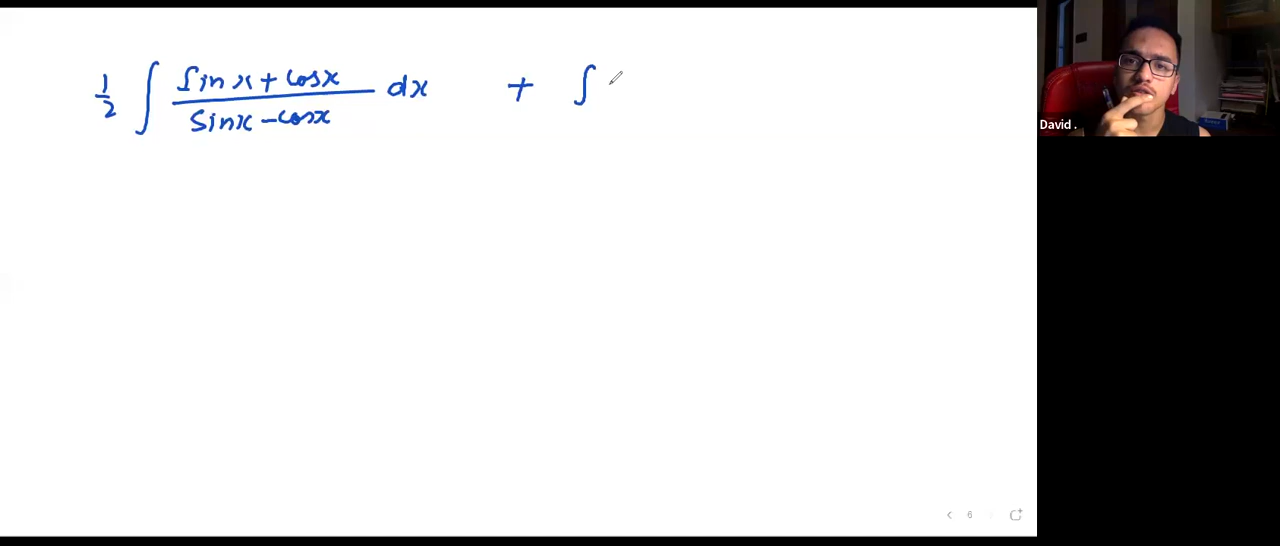 1/2 ∫ (sin x + cos x)/(sin x - cos x) dx + ∫
David .
6